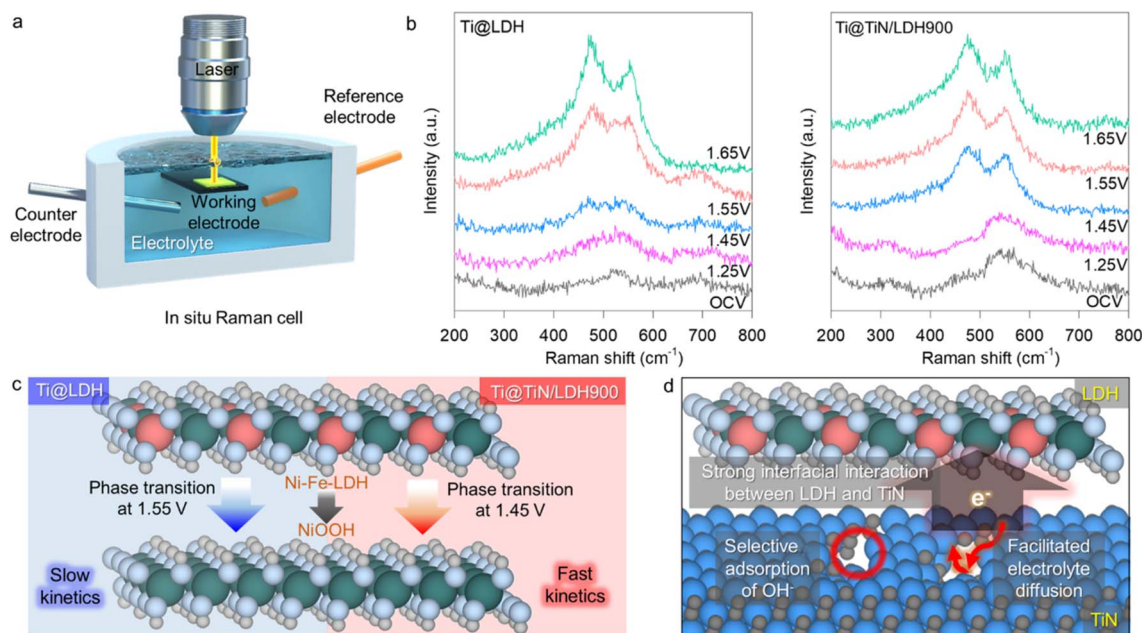 a
Laser
Reference
electrode
Counter
electrode
Working
electrode
Electrolyte
In situ Raman cell
b
Ti@LDH
Intensity (a.u.)
1.65V
1.55V
1.45V
1.25V
OCV
200 300 400 500 600 700 800
Raman shift (cm⁻¹)
Ti@TiN/LDH900
Intensity (a.u.)
1.65V
1.55V
1.45V
1.25V
OCV
200 300 400 500 600 700 800
Raman shift (cm⁻¹)
c
Ti@LDH
Ti@TiN/LDH900
Phase transition
at 1.55 V
Ni-Fe-LDH
NiOOH
Phase transition
at 1.45 V
Slow
kinetics
Fast
kinetics
d
LDH
Strong interfacial interaction
between LDH and TiN
e⁻
Selective
adsorption
of OH⁻
Facilitated
electrolyte
diffusion
TiN